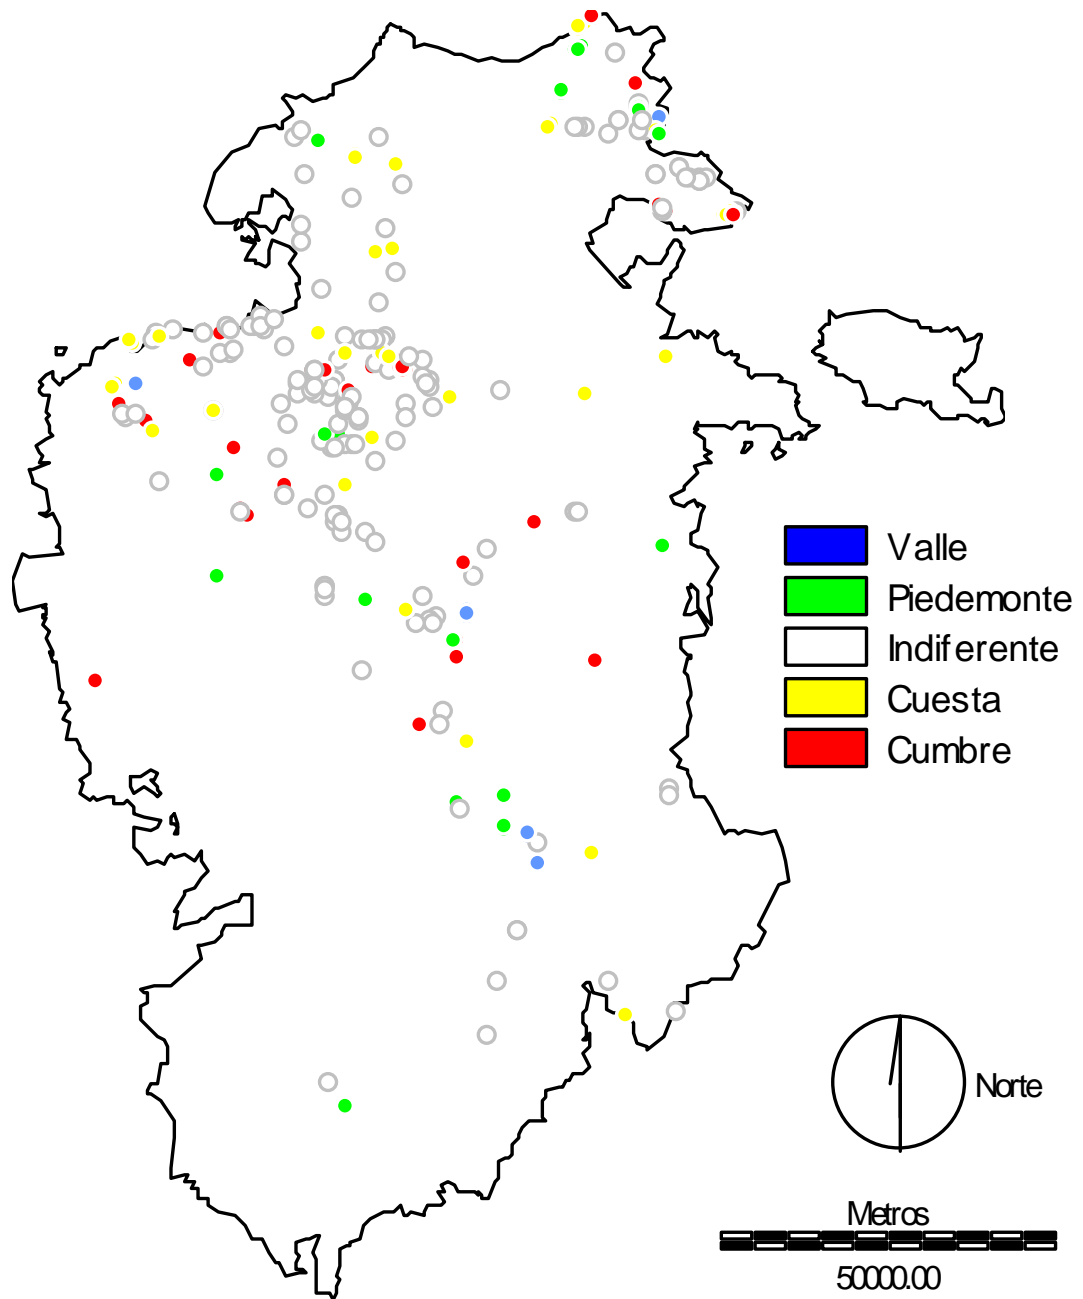 Valle
Piedemonte
Indiferente
Cuesta
Cumbre
Norte
Metros
50000.00